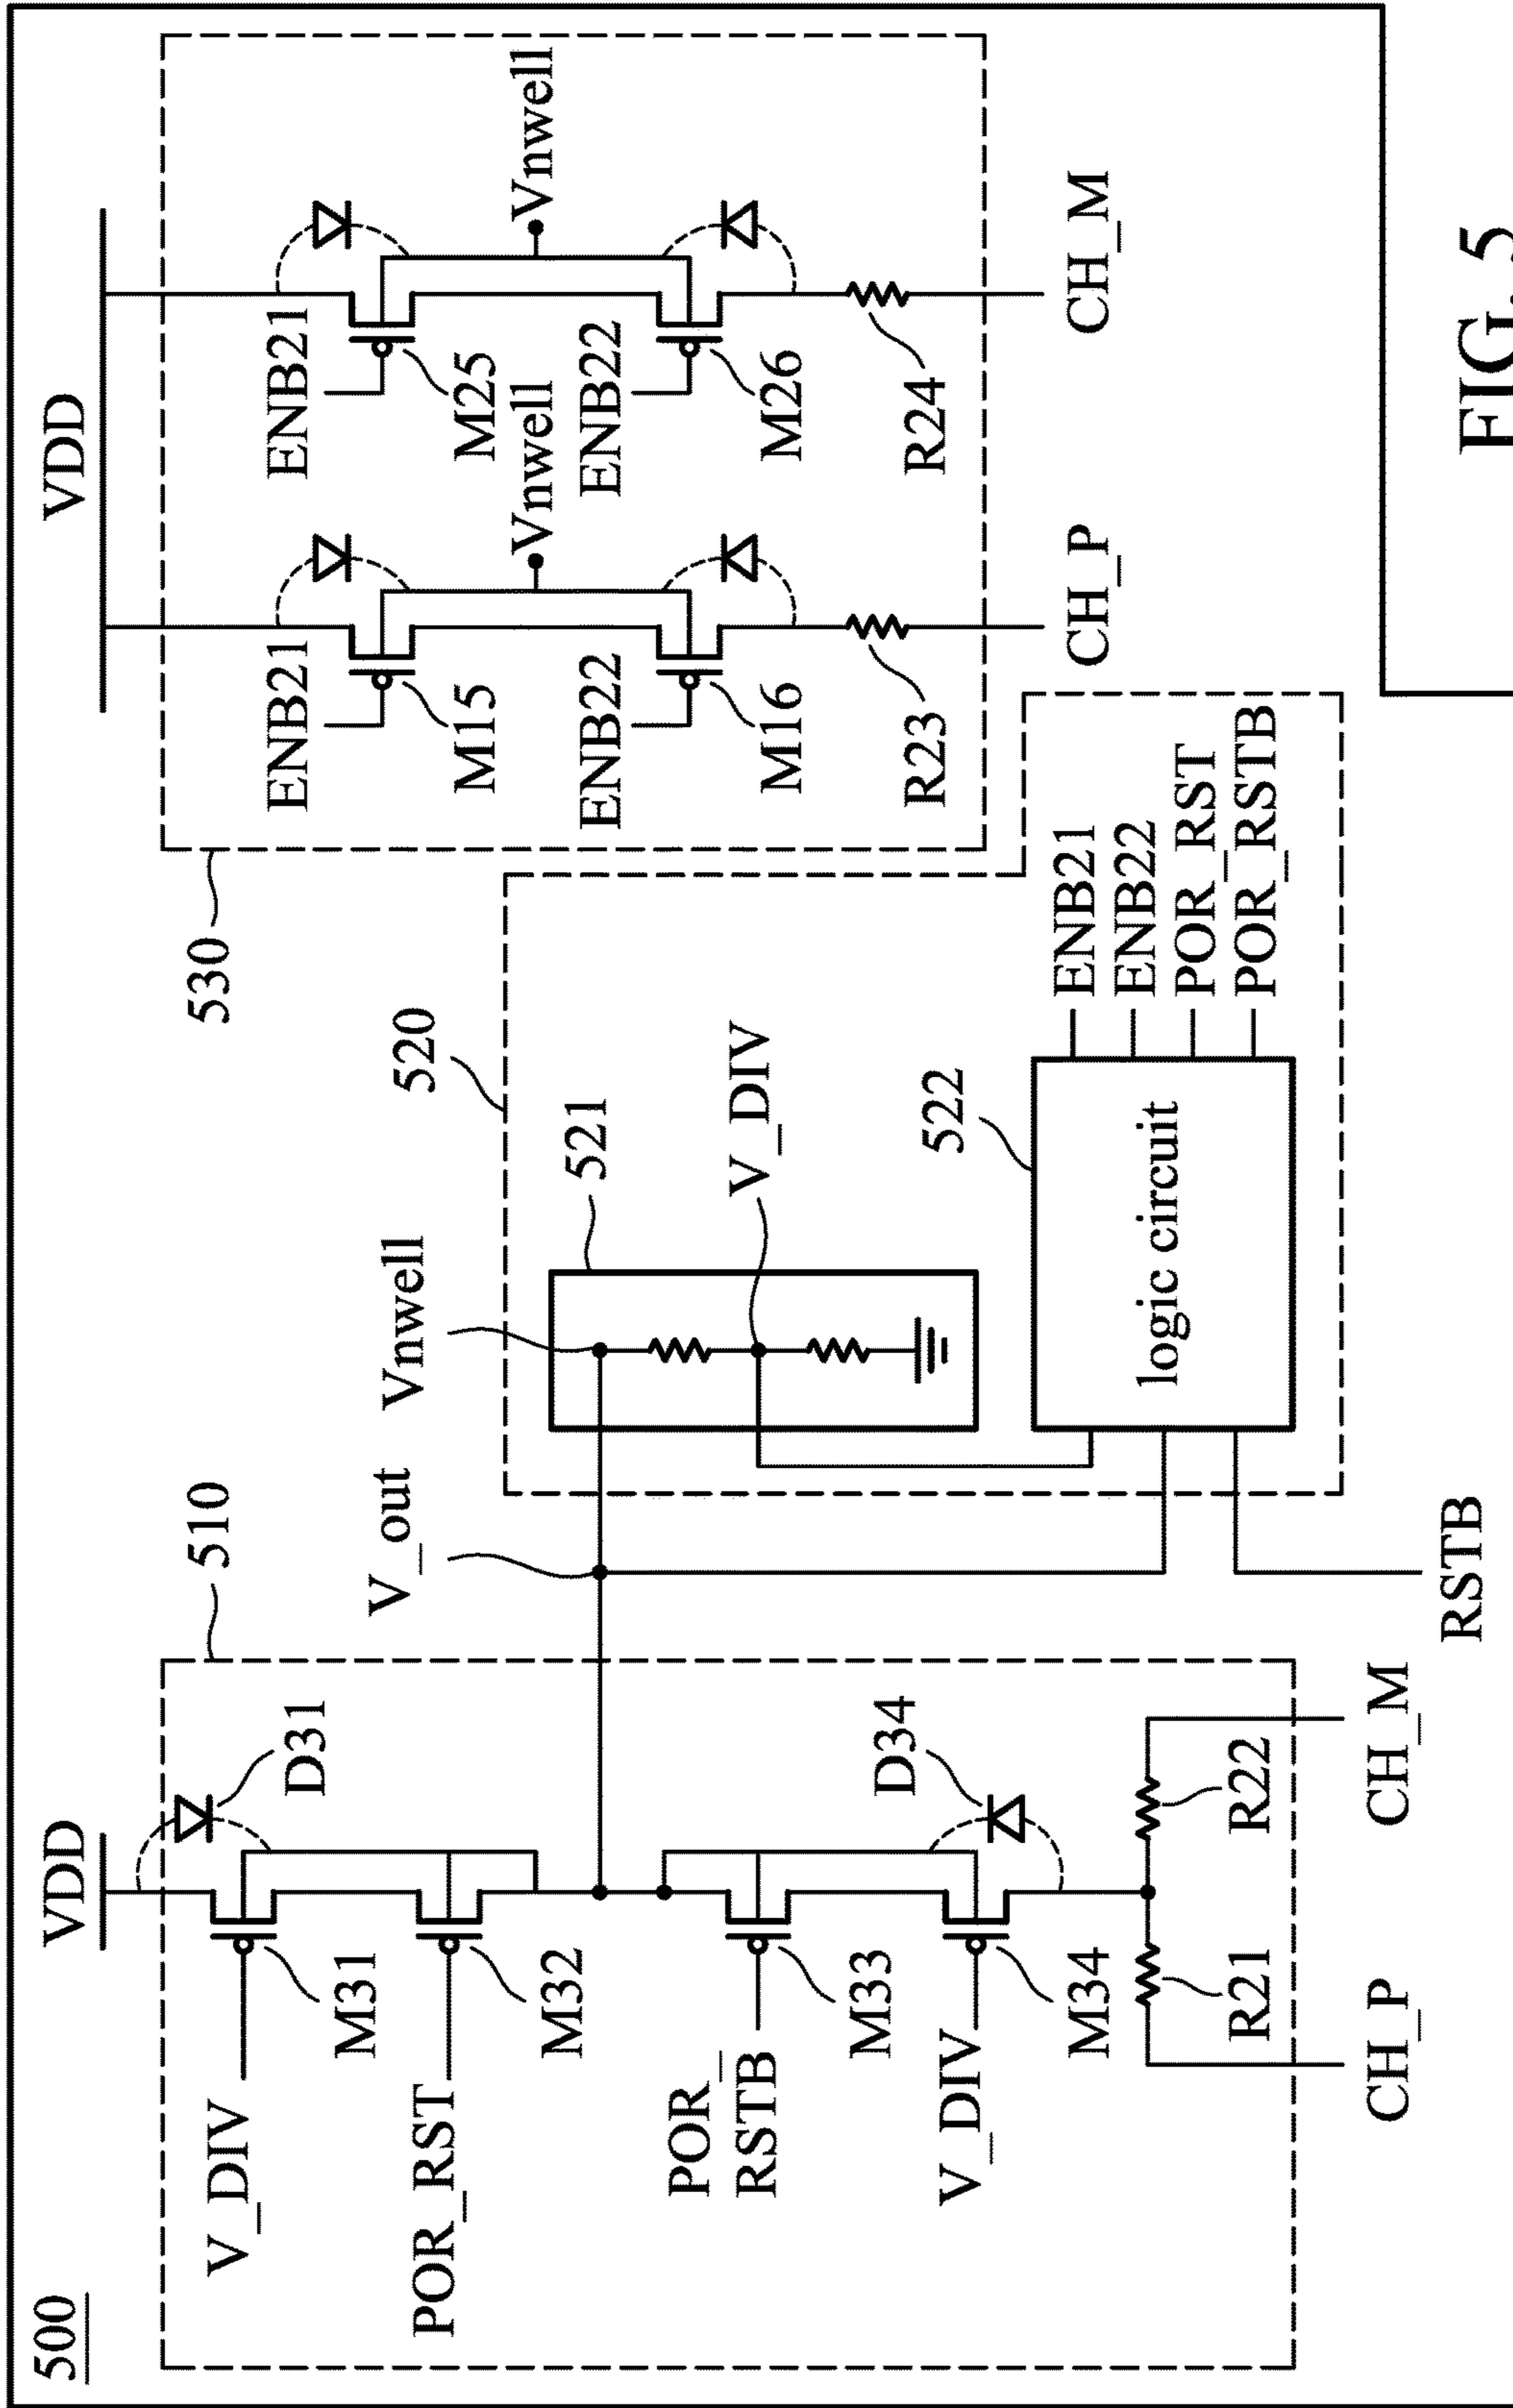 500
VDD
V_DIV
D31
M31
POR_RST
M32
510
V_out
Vnwell
POR_
RSTB
M33
V_DIV
D34
M34
R21
R22
CH_P
CH_M
RSTB
520
521
V_DIV
522
logic circuit
ENB21
ENB22
POR_RST
POR_RSTB
530
VDD
ENB21
M15
Vnwell
ENB22
M16
R23
CH_P
ENB21
M25
Vnwell
ENB22
M26
R24
CH_M
FIG. 5